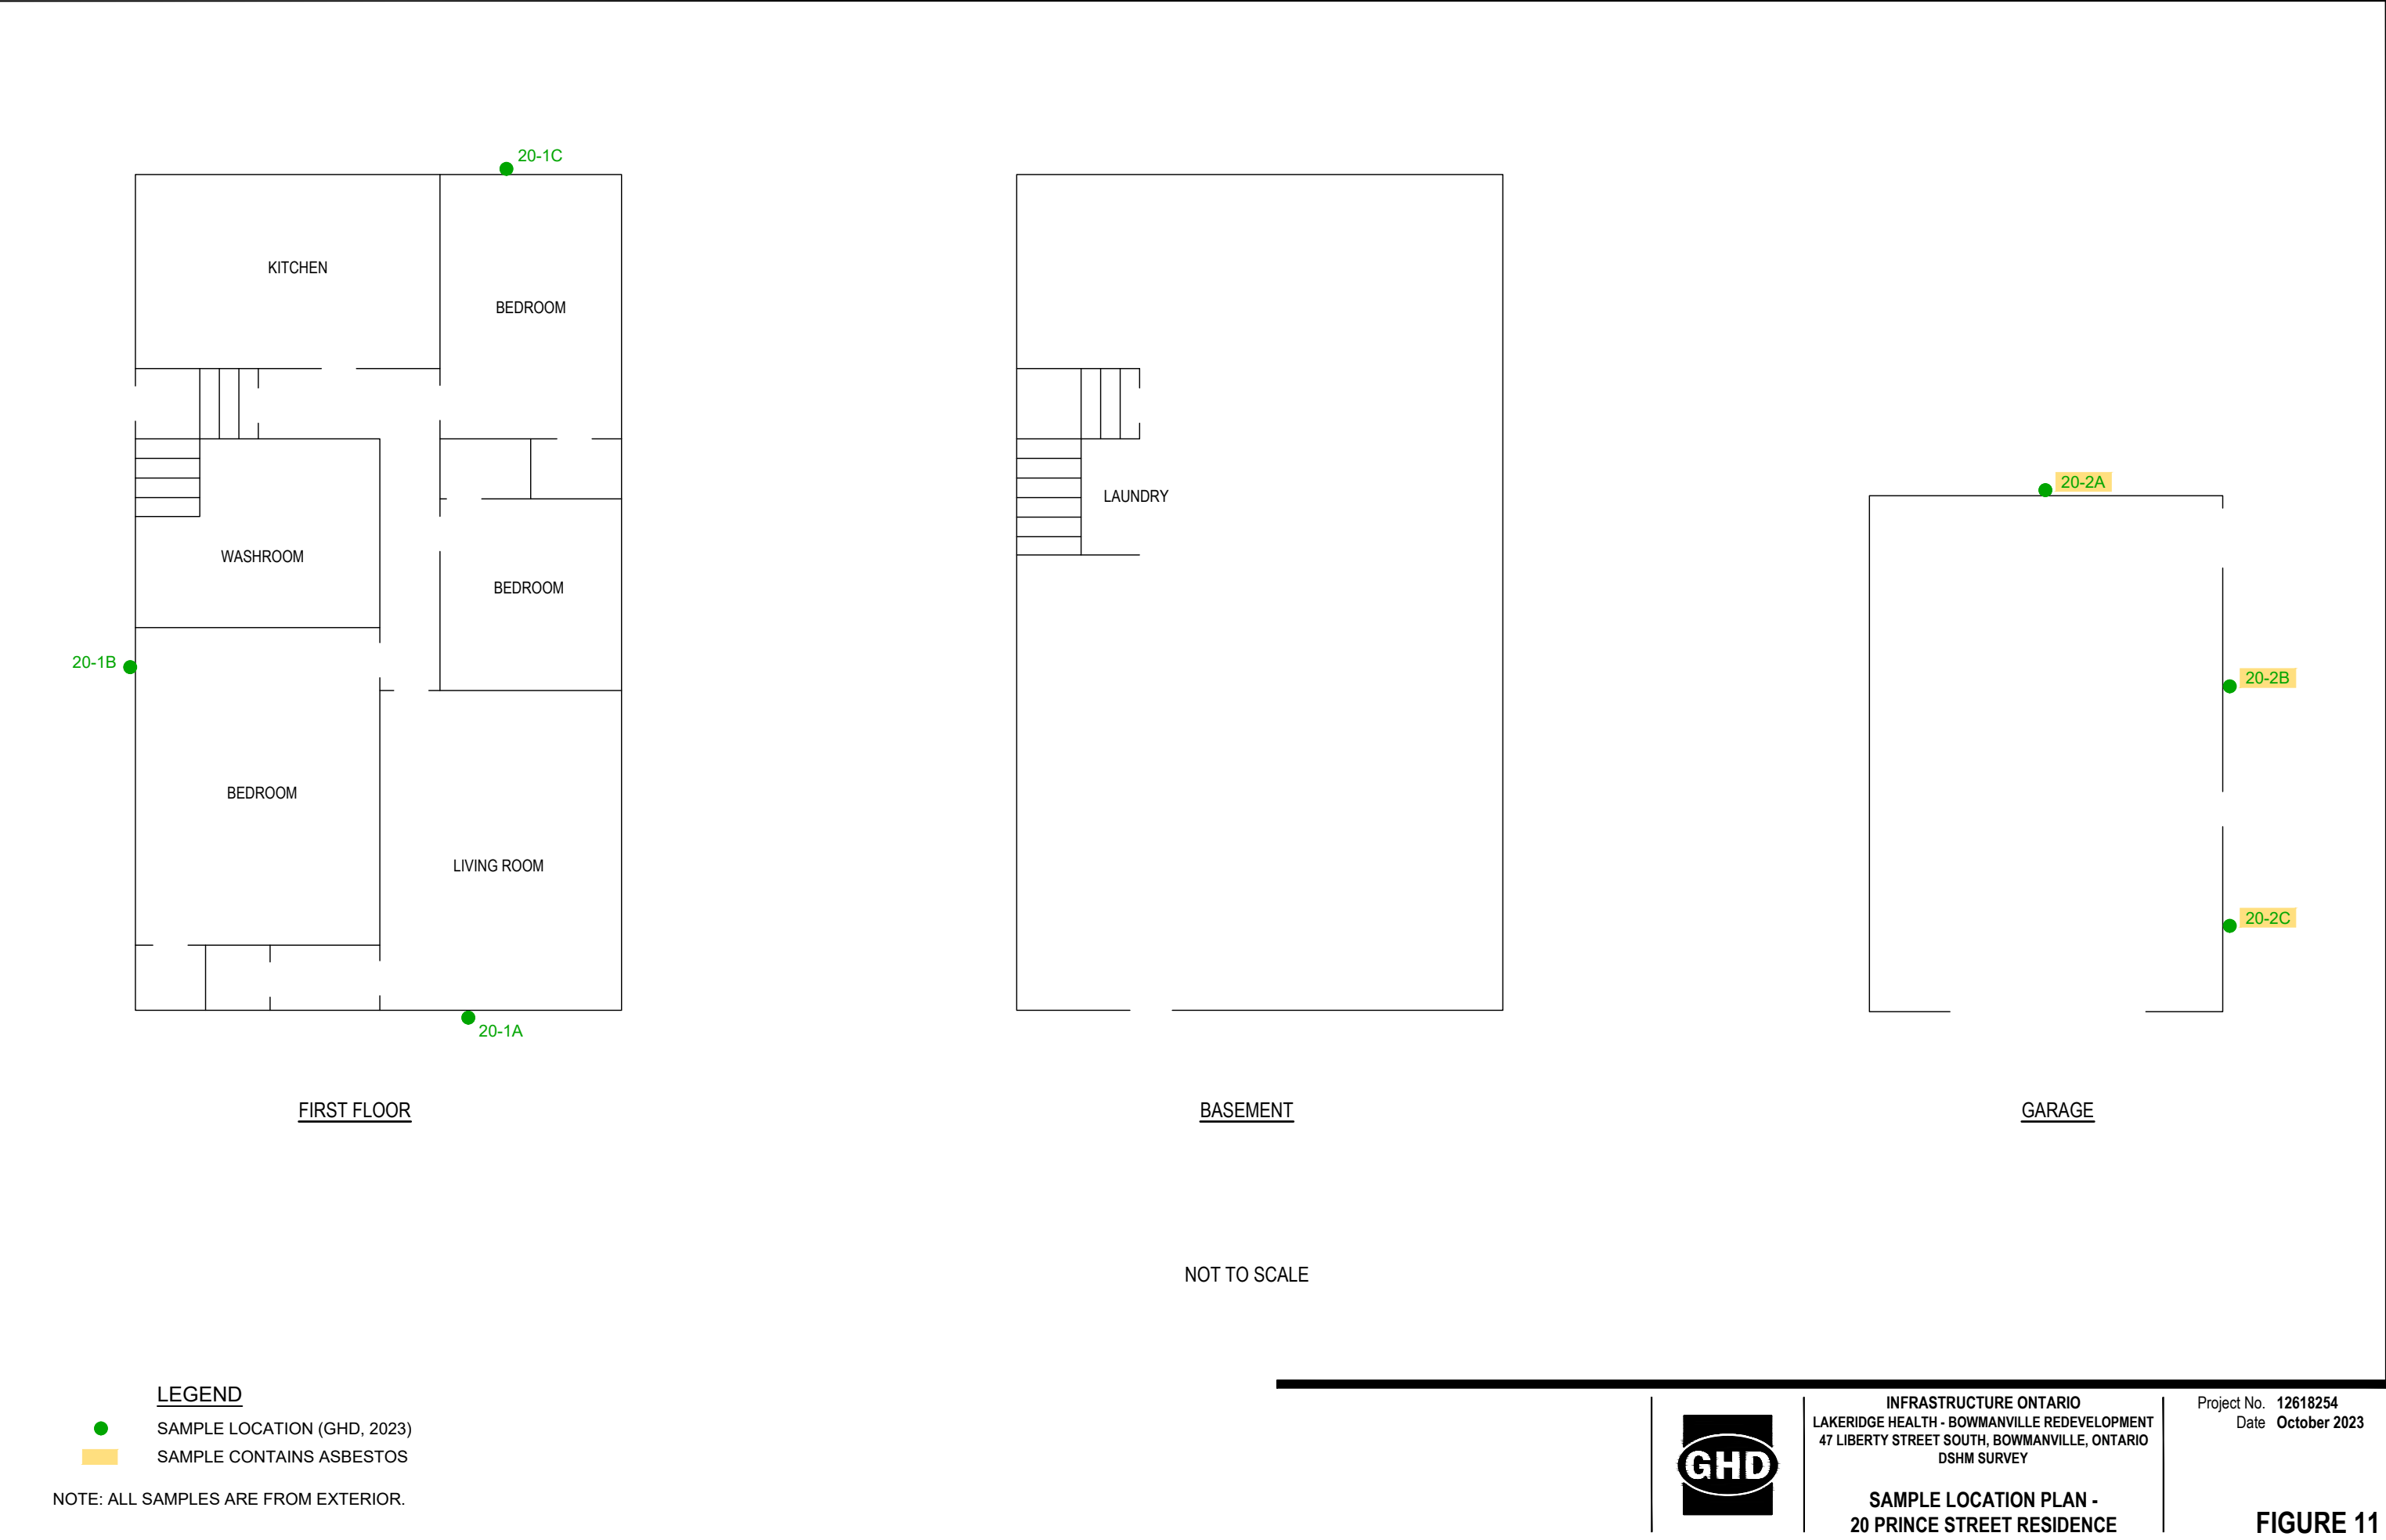 20-1C
KITCHEN
BEDROOM
WASHROOM
BEDROOM
20-1B
BEDROOM
LIVING ROOM
20-1A
FIRST FLOOR
LAUNDRY
BASEMENT
20-2A
20-2B
20-2C
GARAGE
NOT TO SCALE
LEGEND
SAMPLE LOCATION (GHD, 2023)
SAMPLE CONTAINS ASBESTOS
NOTE: ALL SAMPLES ARE FROM EXTERIOR.
GHD
INFRASTRUCTURE ONTARIO
LAKERIDGE HEALTH - BOWMANVILLE REDEVELOPMENT
47 LIBERTY STREET SOUTH, BOWMANVILLE, ONTARIO
DSHM SURVEY
SAMPLE LOCATION PLAN -
20 PRINCE STREET RESIDENCE
Project No. 12618254
Date October 2023
FIGURE 11